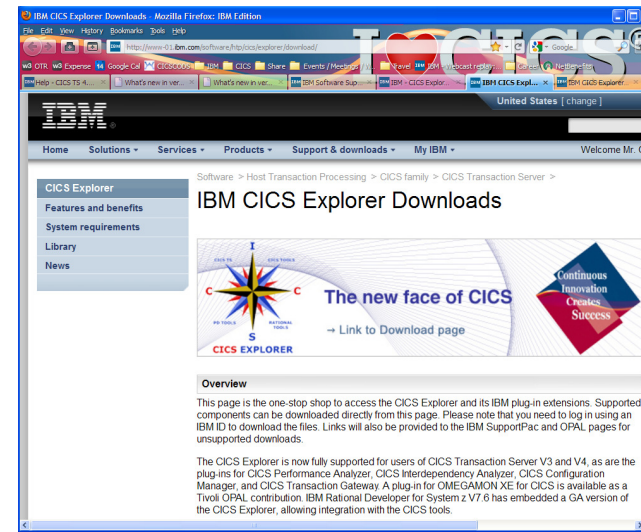 IBM CICS Explorer Downloads - Mozilla Firefox: IBM Edition
File Edit View History Bookmarks Tools Help
http://www-01.ibm.com/software/htp/cics/explorer/download/
Google
I CICS
w3 OTR w3 Expense 14 Google Cal CICSCOOS IBM CICS Share Events / Meetings Travel IBM Webcast replay Career NetBenefits
Help - CICS TS 4.... What's new in ver... What's new in ver... IBM Software Sup... IBM - CICS Explor... IBM CICS Expl... IBM CICS Explorer
United States [ change ]
IBM
Home Solutions Services Products Support & downloads My IBM Welcome Mr.
Software > Host Transaction Processing > CICS family > CICS Transaction Server >
CICS Explorer
Features and benefits
System requirements
Library
News
IBM CICS Explorer Downloads
I
CICS TS CICS TOOLS
C C
PD TOOLS RATIONAL TOOLS
S
CICS EXPLORER
The new face of CICS
→ Link to Download page
Continuous
Innovation
Creates
Success
Overview
This page is the one-stop shop to access the CICS Explorer and its IBM plug-in extensions. Supported
components can be downloaded directly from this page. Please note that you need to log in using an
IBM ID to download the files. Links will also be provided to the IBM SupportPac and OPAL pages for
unsupported downloads.
The CICS Explorer is now fully supported for users of CICS Transaction Server V3 and V4, as are the
plug-ins for CICS Performance Analyzer, CICS Interdependency Analyzer, CICS Configuration
Manager, and CICS Transaction Gateway. A plug-in for OMEGAMON XE for CICS is available as a
Tivoli OPAL contribution. IBM Rational Developer for System z V7.6 has embedded a GA version of
the CICS Explorer, allowing integration with the CICS tools.